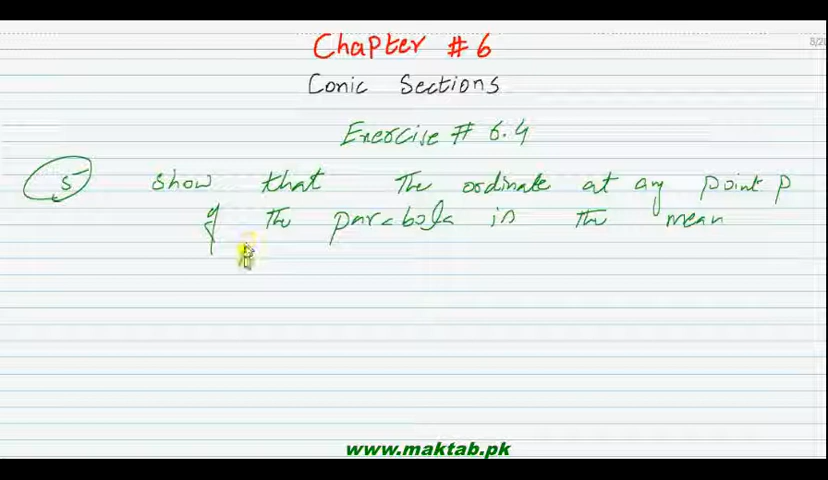 Chapter # 6
Conic Sections
Exercise # 6.4
5 show that the ordinate at any point P
of the parabola is the mean
www.maktab.pk